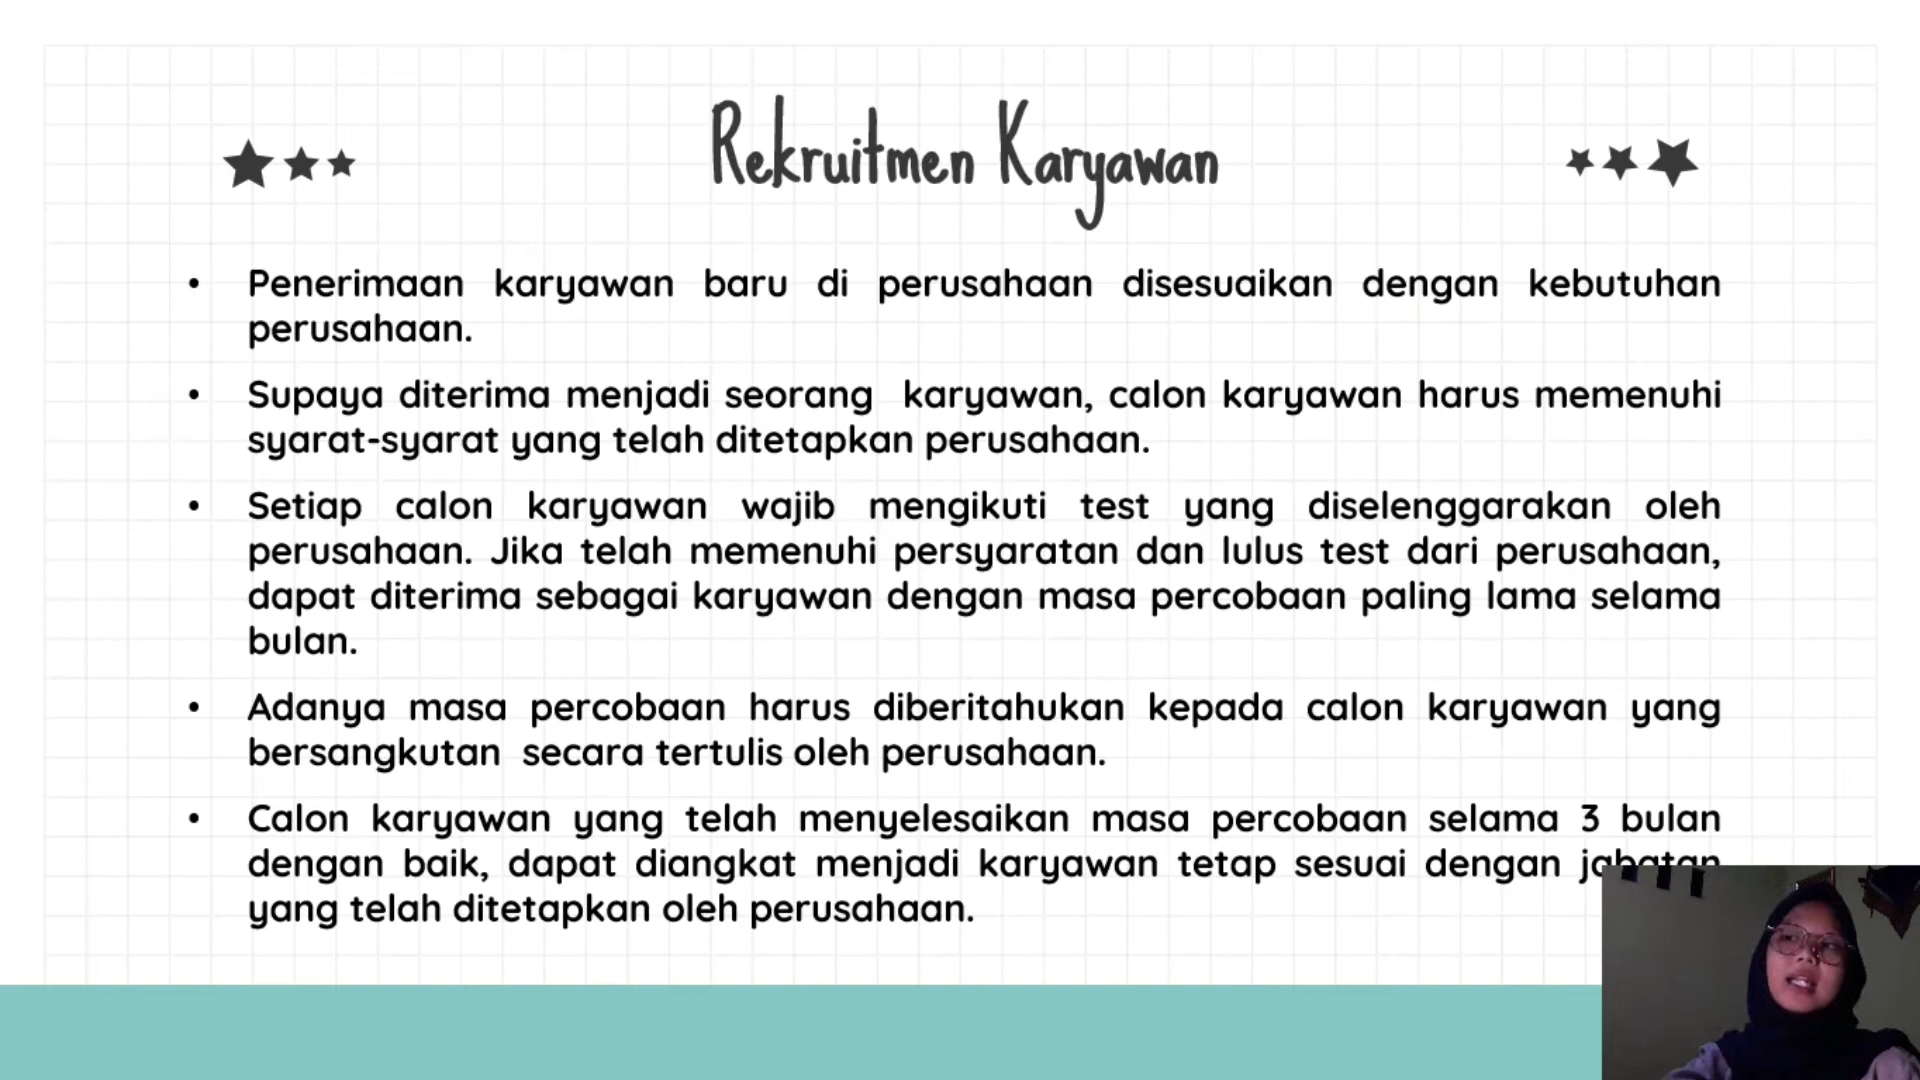 Rekruitmen Karyawan
• Penerimaan karyawan baru di perusahaan disesuaikan dengan kebutuhan
perusahaan.
• Supaya diterima menjadi seorang karyawan, calon karyawan harus memenuhi
syarat-syarat yang telah ditetapkan perusahaan.
• Setiap calon karyawan wajib mengikuti test yang diselenggarakan oleh
perusahaan. Jika telah memenuhi persyaratan dan lulus test dari perusahaan,
dapat diterima sebagai karyawan dengan masa percobaan paling lama selama
bulan.
• Adanya masa percobaan harus diberitahukan kepada calon karyawan yang
bersangkutan secara tertulis oleh perusahaan.
• Calon karyawan yang telah menyelesaikan masa percobaan selama 3 bulan
dengan baik, dapat diangkat menjadi karyawan tetap sesuai dengan jabatan
yang telah ditetapkan oleh perusahaan.